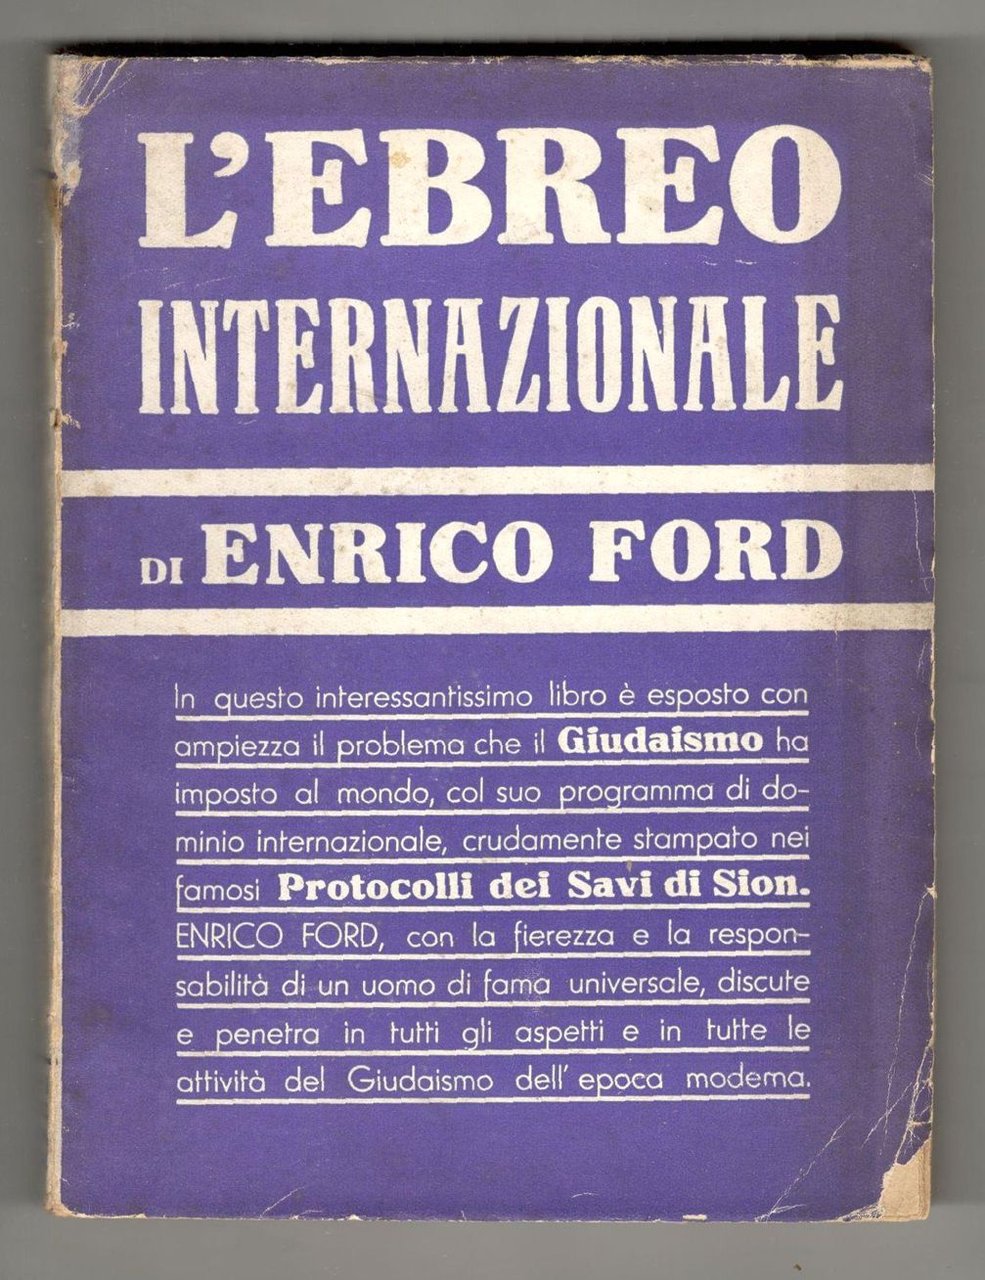 L'EBREO
INTERNAZIONALE
DI ENRICO FORD
In questo interessantissimo libro è esposto con
ampiezza il problema che il Giudaismo ha
imposto al mondo, col suo programma di do-
minio internazionale, crudamente stampato nei
famosi Protocolli dei Savi di Sion.
ENRICO FORD, con la fierezza e la respon-
sabilità di un uomo di fama universale, discute
e penetra in tutti gli aspetti e in tutte le
attività del Giudaismo dell'epoca moderna.